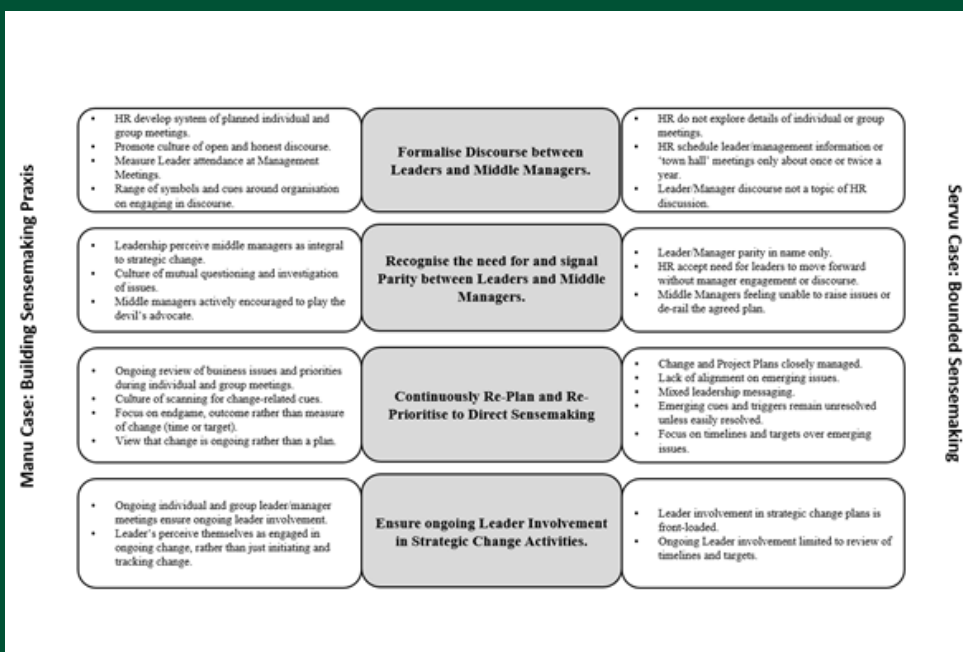 Manu Case: Building Sensemaking Praxis
• HR develop system of planned individual and
group meetings.
• Promote culture of open and honest discourse.
• Measure Leader attendance at Management
Meetings.
• Range of symbols and cues around organisation
on engaging in discourse.
Formalise Discourse between
Leaders and Middle Managers.
• HR do not explore details of individual or group
meetings.
• HR schedule leader/management information or
‘town hall’ meetings only about once or twice a
year.
• Leader/Manager discourse not a topic of HR
discussion.
• Leadership perceive middle managers as integral
to strategic change.
• Culture of mutual questioning and investigation
of issues.
• Middle managers actively encouraged to play the
devil’s advocate.
Recognise the need for and signal
Parity between Leaders and Middle
Managers.
• Leader/Manager parity in name only.
• HR accept need for leaders to move forward
without manager engagement or discourse.
• Middle Managers feeling unable to raise issues or
de-rail the agreed plan.
• Ongoing review of business issues and priorities
during individual and group meetings.
• Culture of scanning for change-related cues.
• Focus on endgame, outcome rather than measure
of change (time or target).
• View that change is ongoing rather than a plan.
Continuously Re-Plan and Re-
Prioritise to Direct Sensemaking
• Change and Project Plans closely managed.
• Lack of alignment on emerging issues.
• Mixed leadership messaging.
• Emerging cues and triggers remain unresolved
unless easily resolved.
• Focus on timelines and targets over emerging
issues.
• Ongoing individual and group leader/manager
meetings ensure ongoing leader involvement.
• Leader’s perceive themselves as engaged in
ongoing change, rather than just initiating and
tracking change.
Ensure ongoing Leader Involvement
in Strategic Change Activities.
• Leader involvement in strategic change plans is
front-loaded.
• Ongoing Leader involvement limited to review of
timelines and targets.
Servu Case: Bounded Sensemaking